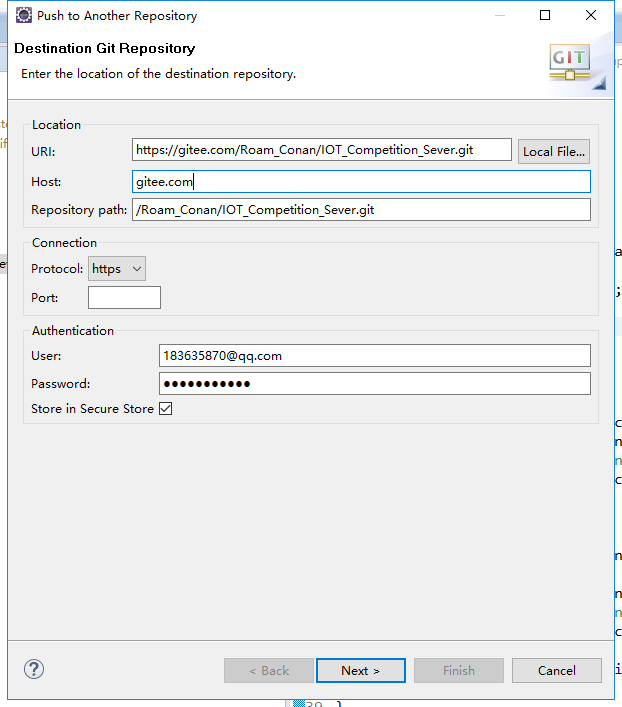 Push to Another Repository
Destination Git Repository
Enter the location of the destination repository.
GIT
Location
URI: https://gitee.com/Roam_Conan/IOT_Competition_Sever.git Local File...
Host: gitee.com
Repository path: /Roam_Conan/IOT_Competition_Sever.git
Connection
Protocol: https
Port:
Authentication
User: 183635870@qq.com
Password: ●●●●●●●●●●●
Store in Secure Store
< Back Next > Finish Cancel
39 }